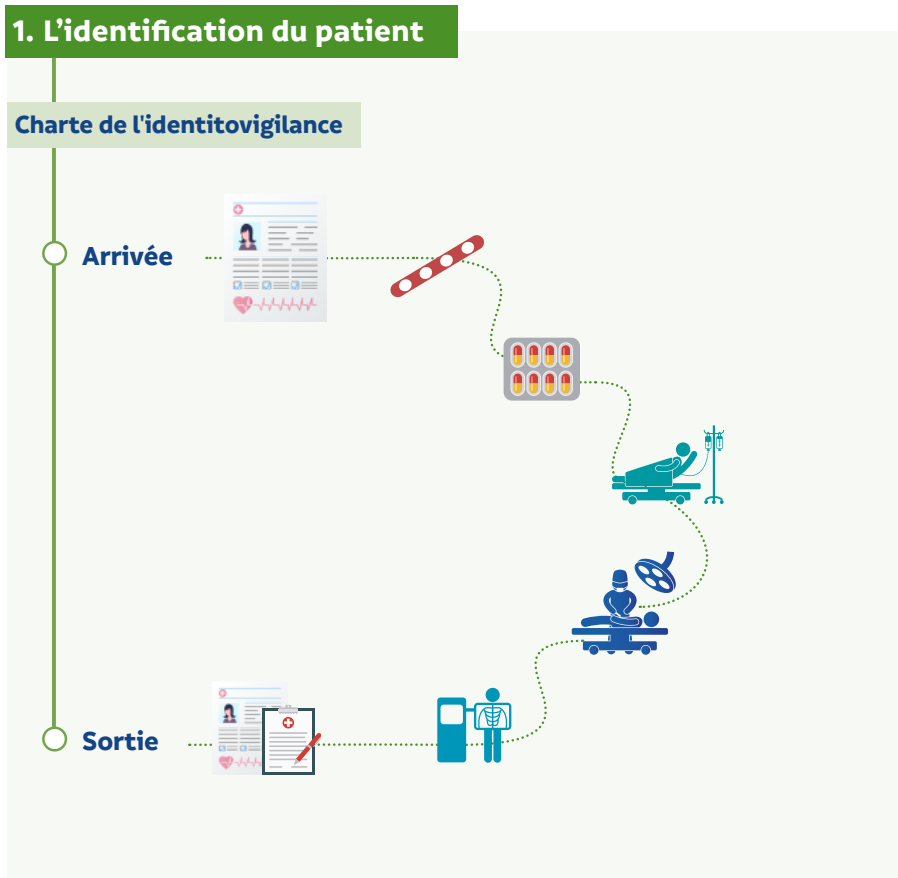 1. L’identification du patient
Charte de l'identitovigilance
Arrivée
Sortie